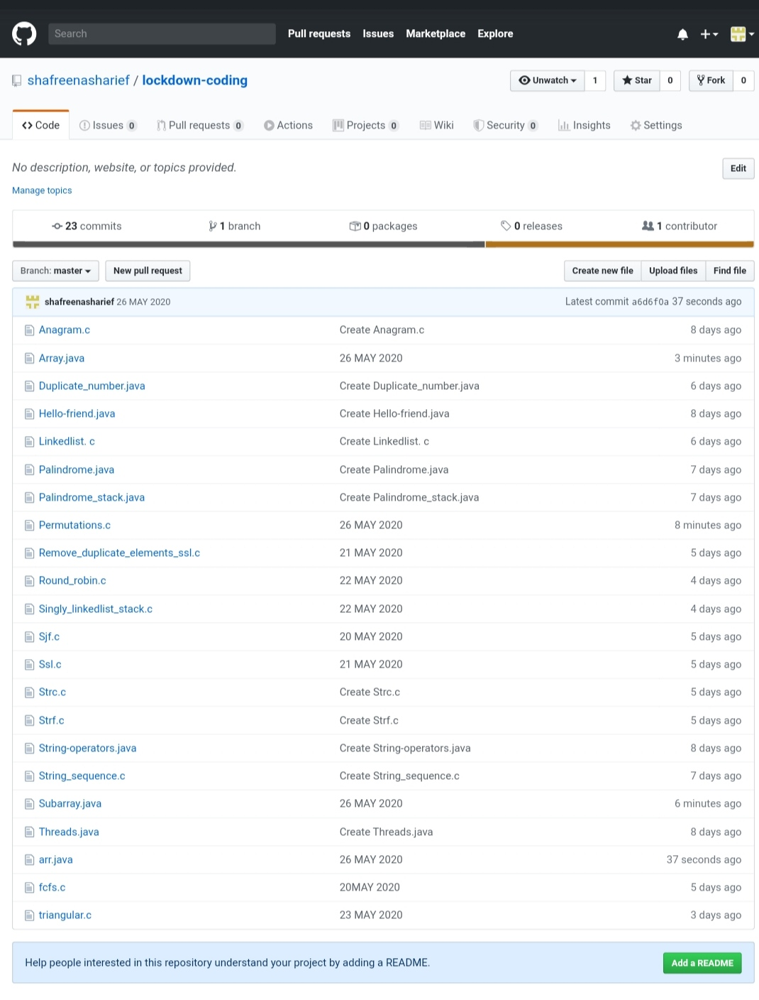 Search Pull requests Issues Marketplace Explore
shafreenasharief / lockdown-coding Unwatch 1 Star 0 Fork 0
Code Issues 0 Pull requests 0 Actions Projects 0 Wiki Security 0 Insights Settings
No description, website, or topics provided. Edit
Manage topics
23 commits 1 branch 0 packages 0 releases 1 contributor
Branch: master New pull request Create new file Upload files Find file
shafreenasharief 26 MAY 2020 Latest commit a6d6f0a 37 seconds ago
Anagram.c Create Anagram.c 8 days ago
Array.java 26 MAY 2020 3 minutes ago
Duplicate_number.java Create Duplicate_number.java 6 days ago
Hello-friend.java Create Hello-friend.java 8 days ago
Linkedlist. c Create Linkedlist. c 6 days ago
Palindrome.java Create Palindrome.java 7 days ago
Palindrome_stack.java Create Palindrome_stack.java 7 days ago
Permutations.c 26 MAY 2020 8 minutes ago
Remove_duplicate_elements_ssl.c 21 MAY 2020 5 days ago
Round_robin.c 22 MAY 2020 4 days ago
Singly_linkedlist_stack.c 22 MAY 2020 4 days ago
Sjf.c 20 MAY 2020 5 days ago
Ssl.c 21 MAY 2020 5 days ago
Strc.c Create Strc.c 5 days ago
Strf.c Create Strf.c 5 days ago
String-operators.java Create String-operators.java 8 days ago
String_sequence.c Create String_sequence.c 7 days ago
Subarray.java 26 MAY 2020 6 minutes ago
Threads.java Create Threads.java 8 days ago
arr.java 26 MAY 2020 37 seconds ago
fcfs.c 20MAY 2020 5 days ago
triangular.c 23 MAY 2020 3 days ago
Help people interested in this repository understand your project by adding a README. Add a README